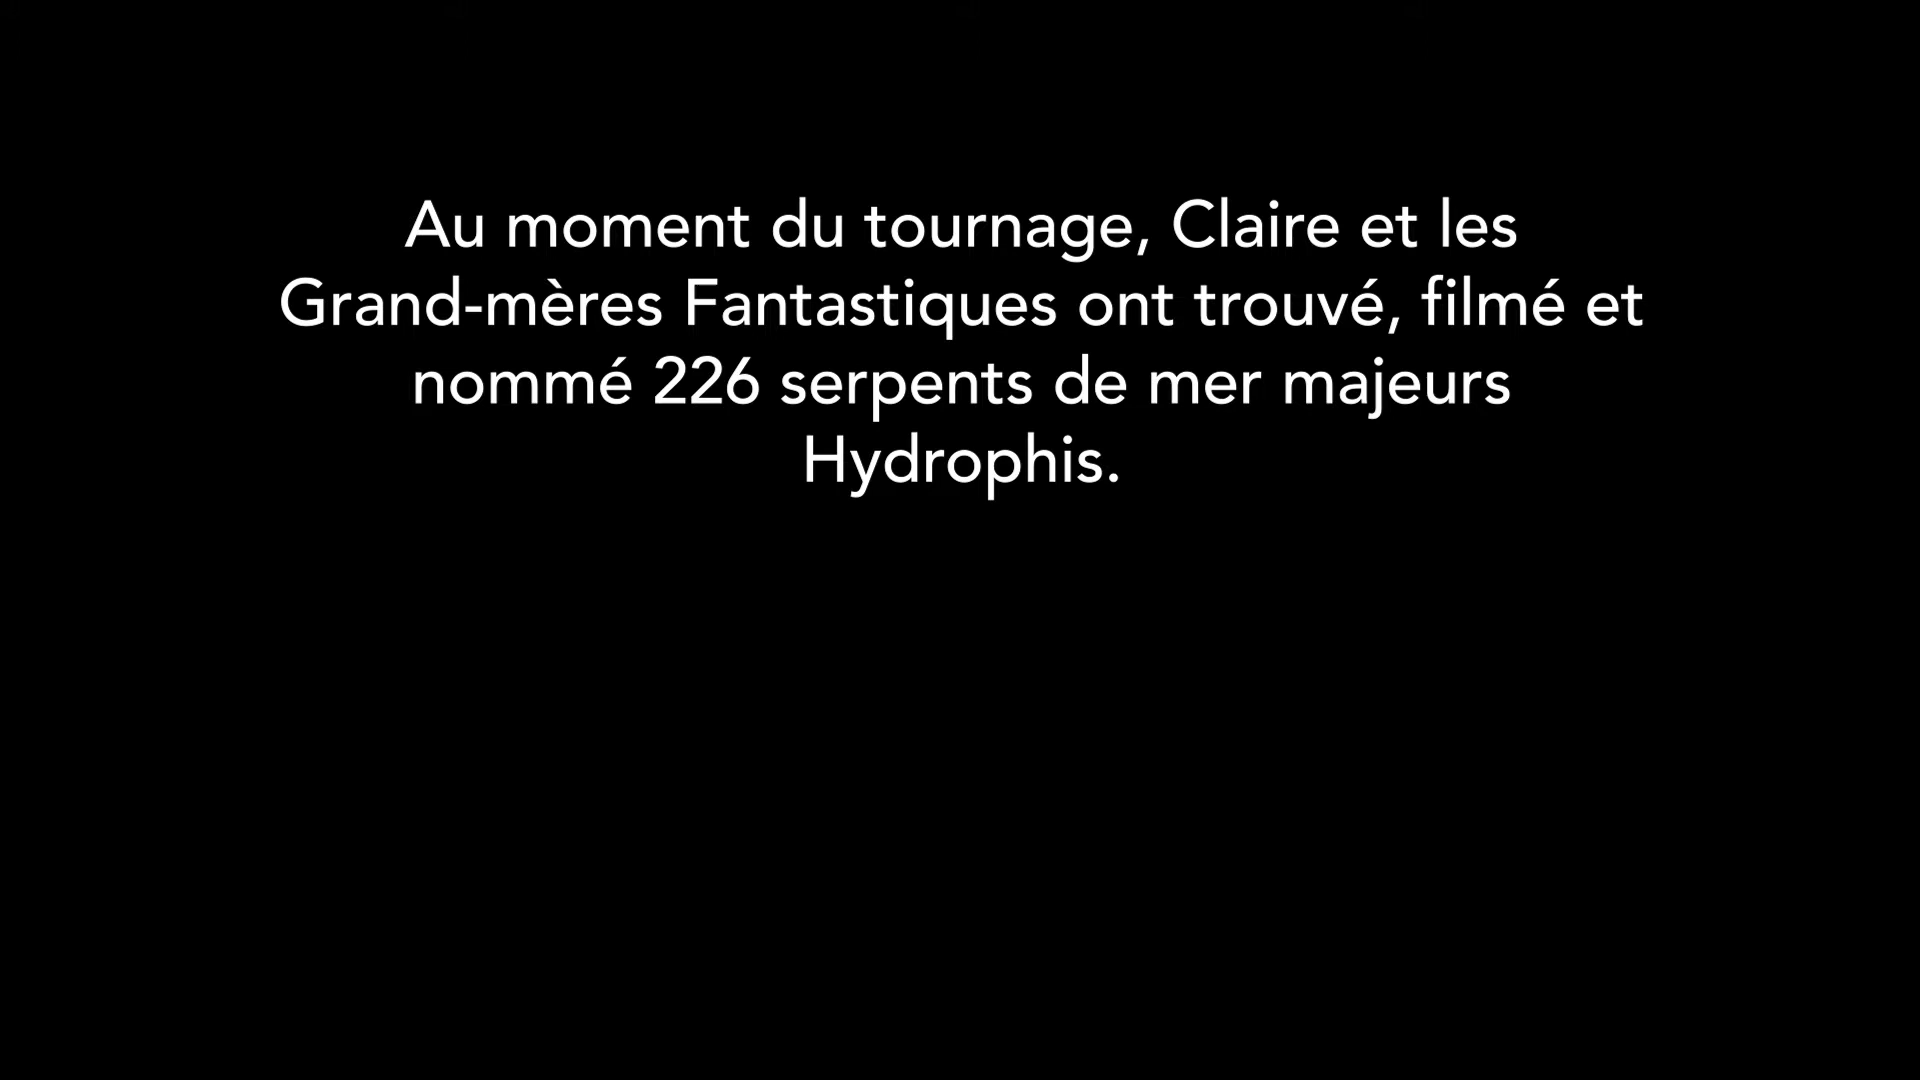 Au moment du tournage, Claire et les
Grand-mères Fantastiques ont trouvé, filmé et
nommé 226 serpents de mer majeurs
Hydrophis.